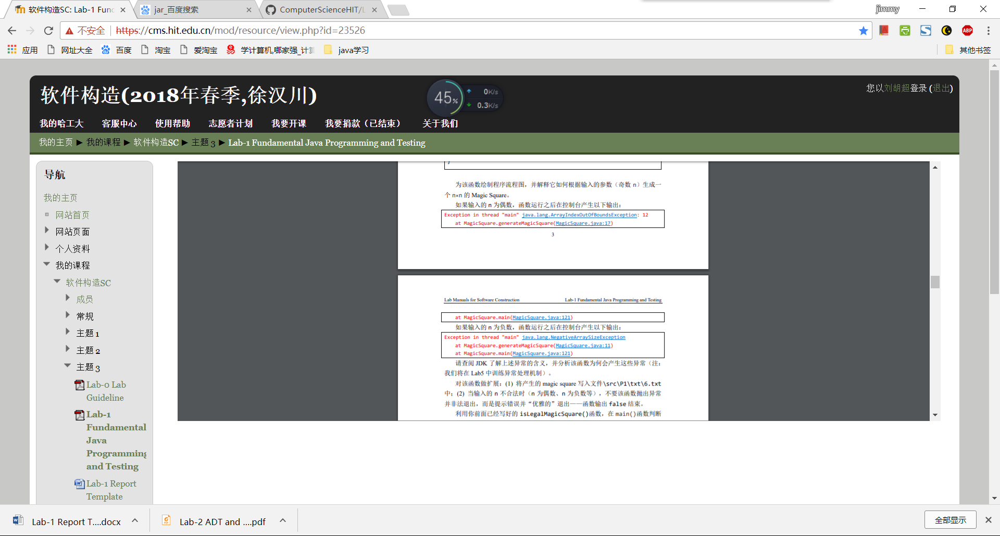 软件构造SC: Lab-1 Func
jar_百度搜索
ComputerScienceHIT/L
jimmy
不安全
https://cms.hit.edu.cn/mod/resource/view.php?id=23526
ABP
应用
网址大全
百度
淘宝
爱淘宝
学计算机,哪家强_计算
java学习
其他书签
软件构造(2018年春季,徐汉川)
45%
0K/s
0.3K/s
您以刘胡超登录 (退出)
我的哈工大
客服中心
使用帮助
志愿者计划
我要开课
我要捐款（已结束）
关于我们
我的主页 ▶ 我的课程 ▶ 软件构造SC ▶ 主题 3 ▶ Lab-1 Fundamental Java Programming and Testing
导航
我的主页
网站首页
网站页面
个人资料
我的课程
软件构造SC
成员
常规
主题 1
主题 2
主题 3
Lab-0 Lab
Guideline
Lab-1
Fundamental
Java
Programming
and Testing
Lab-1 Report
Template
}
为该函数绘制程序流程图，并解释它如何根据输入的参数（奇数 n）生成一
个 n×n 的 Magic Square。
如果输入的 n 为偶数，函数运行之后在控制台产生以下输出：
Exception in thread "main" java.lang.ArrayIndexOutOfBoundsException: 12
at MagicSquare.generateMagicSquare(MagicSquare.java:17)
3
Lab Manuals for Software Construction
Lab-1 Fundamental Java Programming and Testing
at MagicSquare.main(MagicSquare.java:121)
如果输入的 n 为负数，函数运行之后在控制台产生以下输出：
Exception in thread "main" java.lang.NegativeArraySizeException
at MagicSquare.generateMagicSquare(MagicSquare.java:11)
at MagicSquare.main(MagicSquare.java:121)
请查阅 JDK 了解上述异常的含义，并分析该函数为何会产生这些异常（注：
我们将在 Lab5 中训练异常处理机制）。
对该函数做扩展：(1) 将产生的 magic square 写入文件\src\P1\txt\6.txt
中；(2) 当输入的 n 不合法时（n 为偶数、n 为负数等），不要该函数抛出异常
并非法退出，而是提示错误并“优雅的”退出——函数输出 false 结束。
利用你前面已经写好的 isLegalMagicSquare()函数，在 main()函数判断
Lab-1 Report T....docx
Lab-2 ADT and ....pdf
全部显示